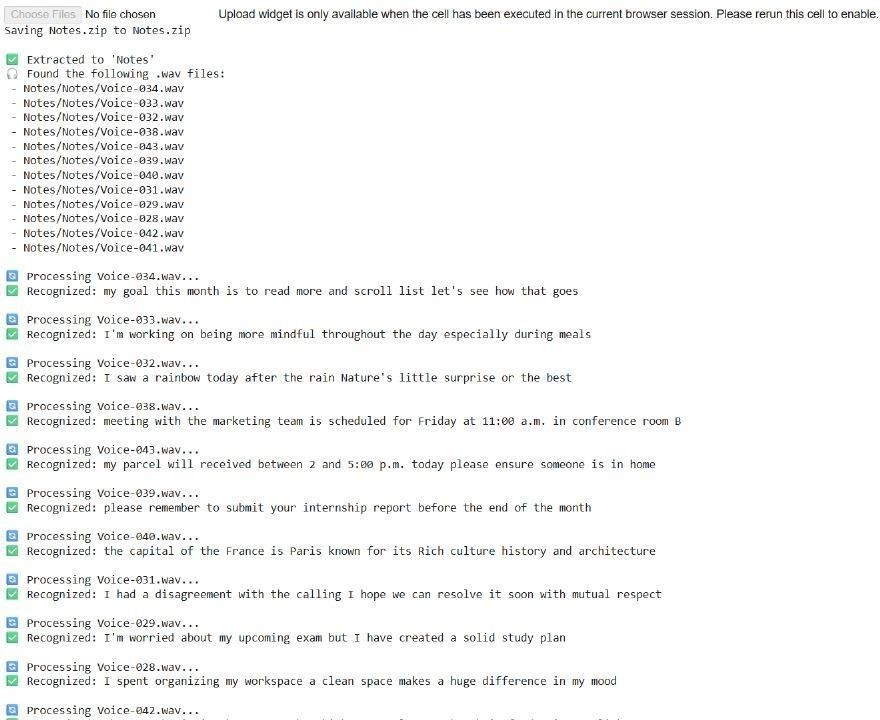 Choose Files No file chosen Upload widget is only available when the cell has been executed in the current browser session. Please rerun this cell to enable.
Saving Notes.zip to Notes.zip
✅ Extracted to 'Notes'
🎧 Found the following .wav files:
- Notes/Notes/Voice-034.wav
- Notes/Notes/Voice-033.wav
- Notes/Notes/Voice-032.wav
- Notes/Notes/Voice-038.wav
- Notes/Notes/Voice-043.wav
- Notes/Notes/Voice-039.wav
- Notes/Notes/Voice-040.wav
- Notes/Notes/Voice-031.wav
- Notes/Notes/Voice-029.wav
- Notes/Notes/Voice-028.wav
- Notes/Notes/Voice-042.wav
- Notes/Notes/Voice-041.wav
🔄 Processing Voice-034.wav...
✅ Recognized: my goal this month is to read more and scroll list let's see how that goes
🔄 Processing Voice-033.wav...
✅ Recognized: I'm working on being more mindful throughout the day especially during meals
🔄 Processing Voice-032.wav...
✅ Recognized: I saw a rainbow today after the rain Nature's little surprise or the best
🔄 Processing Voice-038.wav...
✅ Recognized: meeting with the marketing team is scheduled for Friday at 11:00 a.m. in conference room B
🔄 Processing Voice-043.wav...
✅ Recognized: my parcel will received between 2 and 5:00 p.m. today please ensure someone is in home
🔄 Processing Voice-039.wav...
✅ Recognized: please remember to submit your internship report before the end of the month
🔄 Processing Voice-040.wav...
✅ Recognized: the capital of the France is Paris known for its Rich culture history and architecture
🔄 Processing Voice-031.wav...
✅ Recognized: I had a disagreement with the calling I hope we can resolve it soon with mutual respect
🔄 Processing Voice-029.wav...
✅ Recognized: I'm worried about my upcoming exam but I have created a solid study plan
🔄 Processing Voice-028.wav...
✅ Recognized: I spent organizing my workspace a clean space makes a huge difference in my mood
🔄 Processing Voice-042.wav...